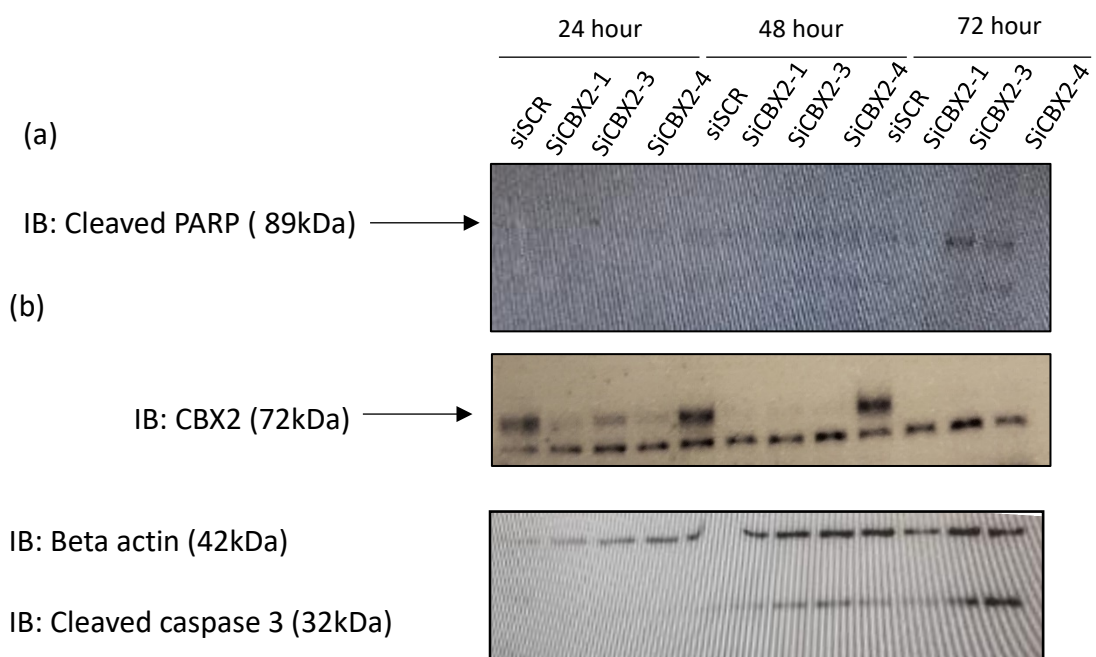 24 hour 48 hour 72 hour
siSCR SiCBX2-1 SiCBX2-3 SiCBX2-4 siSCR SiCBX2-1 SiCBX2-3 SiCBX2-4 siSCR SiCBX2-1 SiCBX2-3 SiCBX2-4
(a)
IB: Cleaved PARP ( 89kDa)
(b)
IB: CBX2 (72kDa)
IB: Beta actin (42kDa)
IB: Cleaved caspase 3 (32kDa)